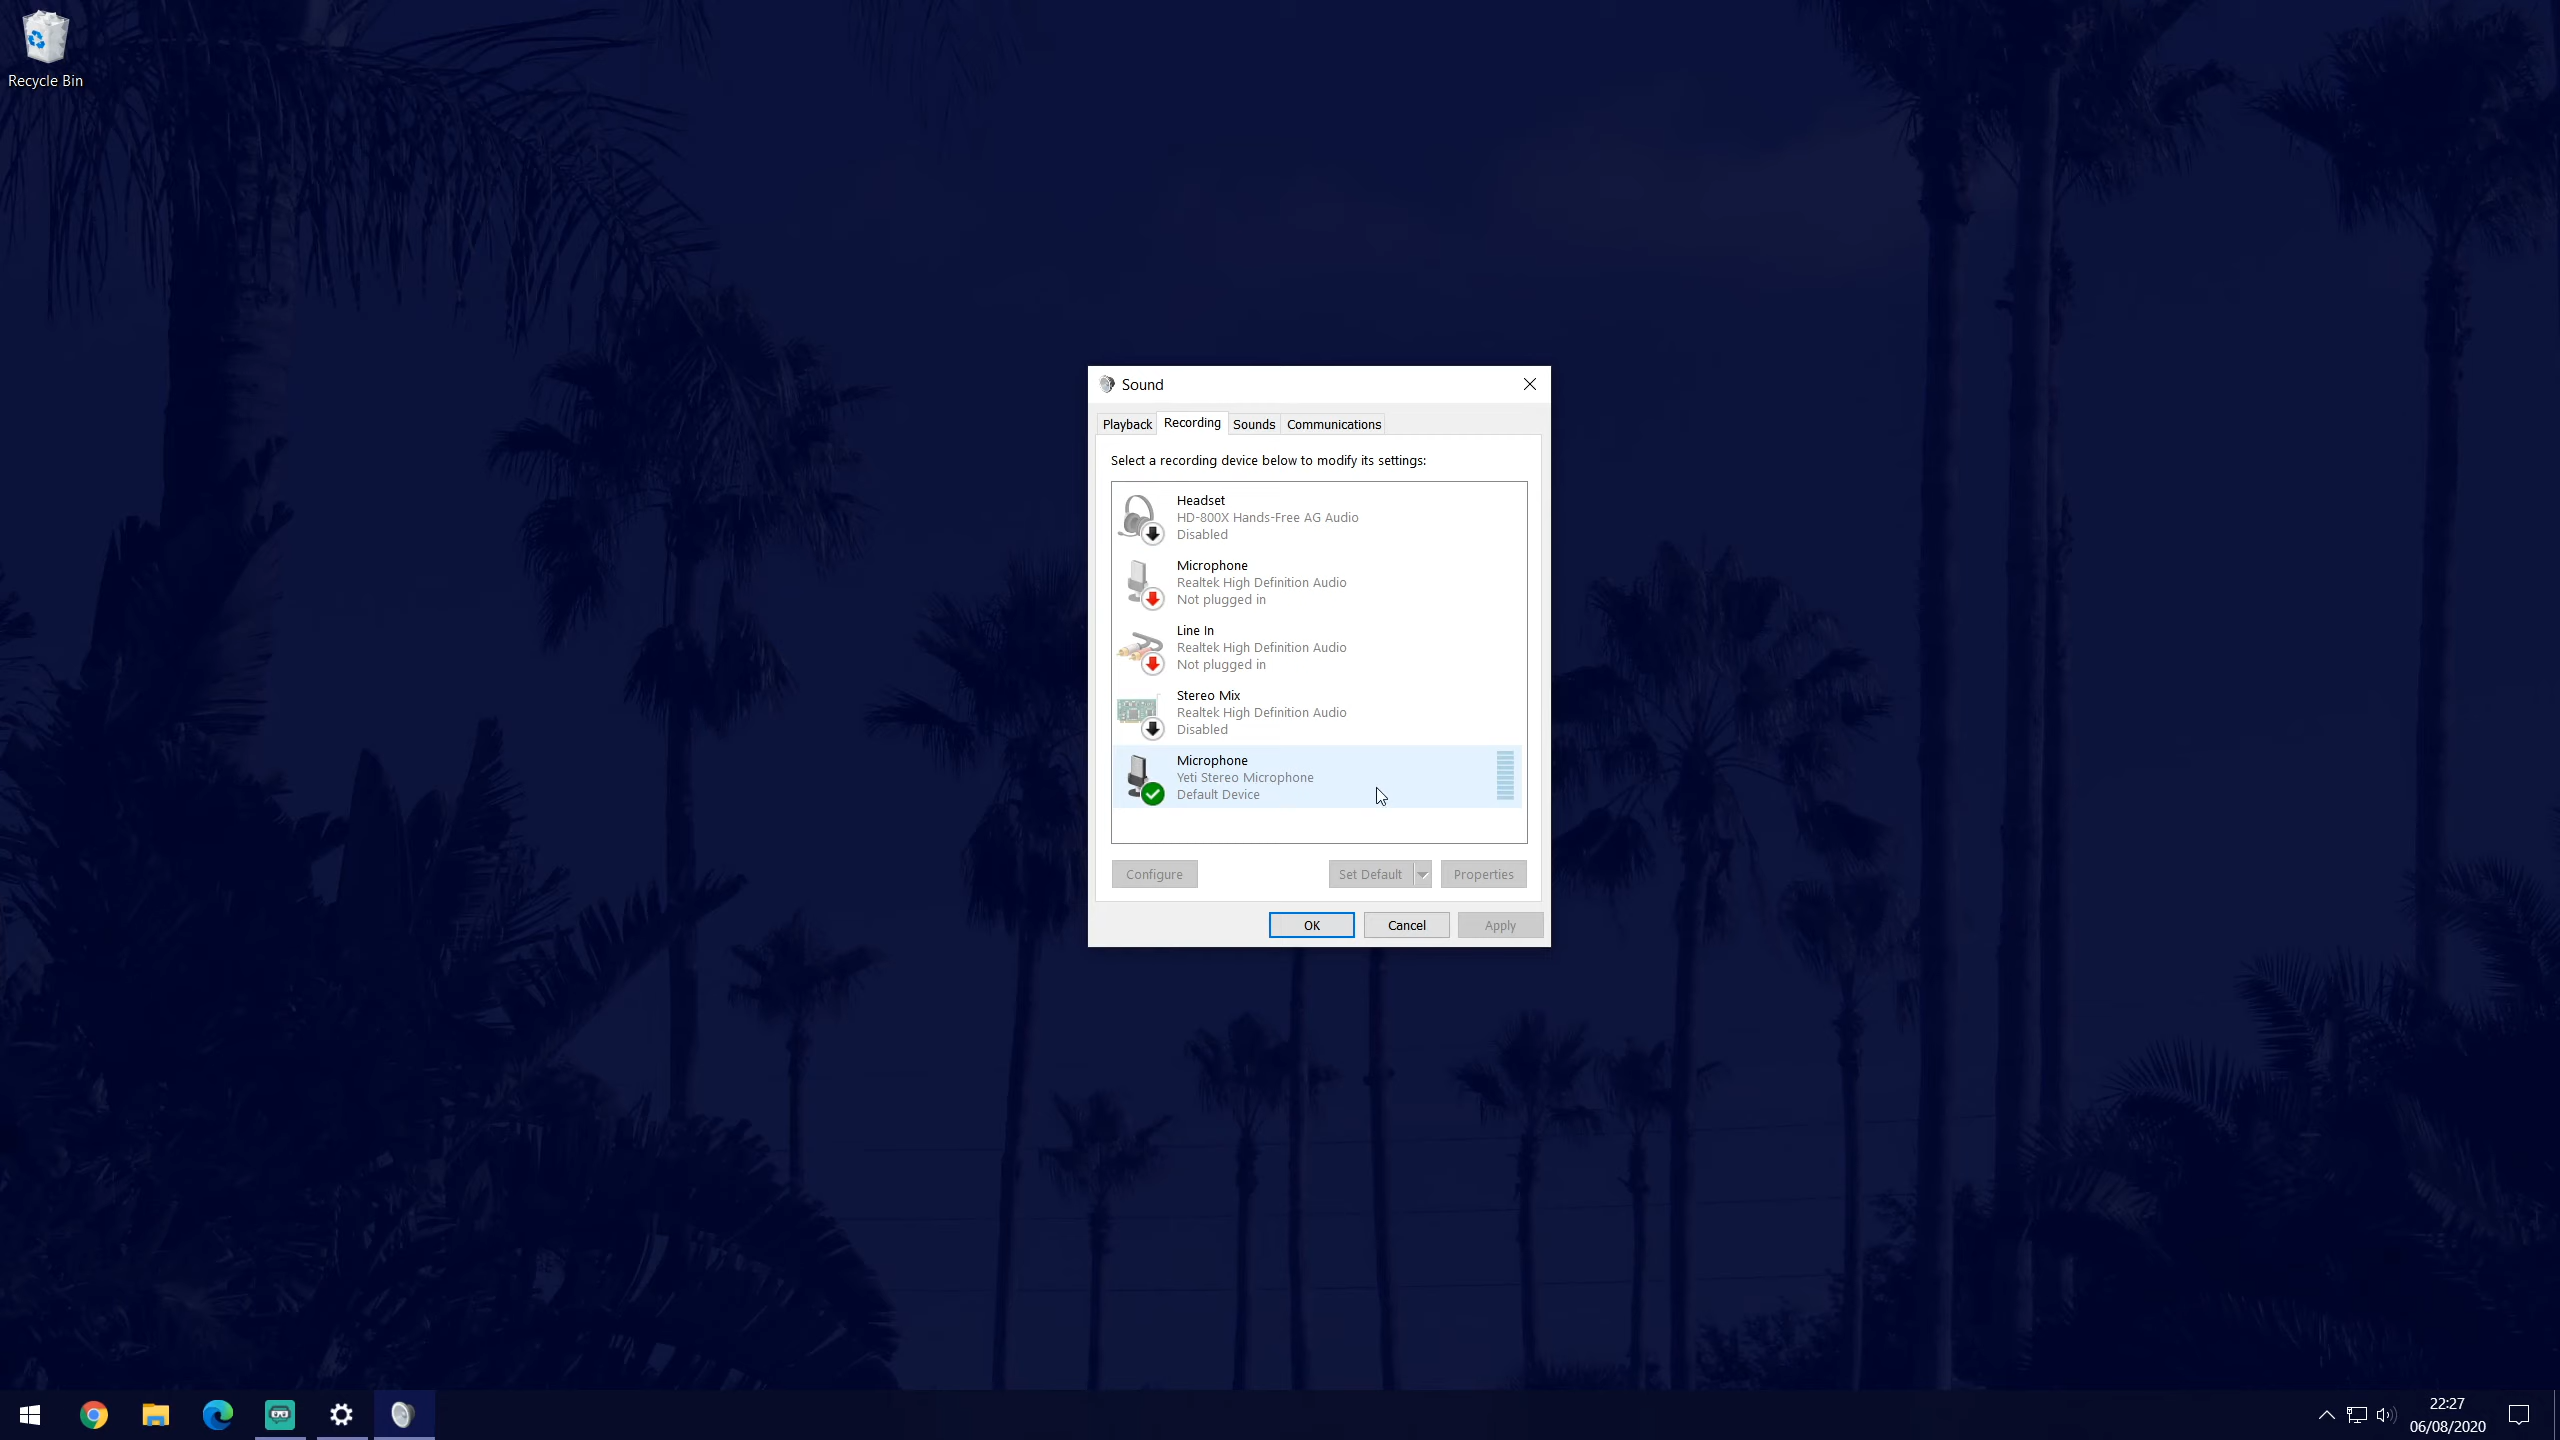 Recycle Bin
Sound
Playback Recording Sounds Communications
Select a recording device below to modify its settings:
Headset
HD-800X Hands-Free AG Audio
Disabled
Microphone
Realtek High Definition Audio
Not plugged in
Line In
Realtek High Definition Audio
Not plugged in
Stereo Mix
Realtek High Definition Audio
Disabled
Microphone
Yeti Stereo Microphone
Default Device
Configure Set Default Properties
OK Cancel Apply
22:27
06/08/2020